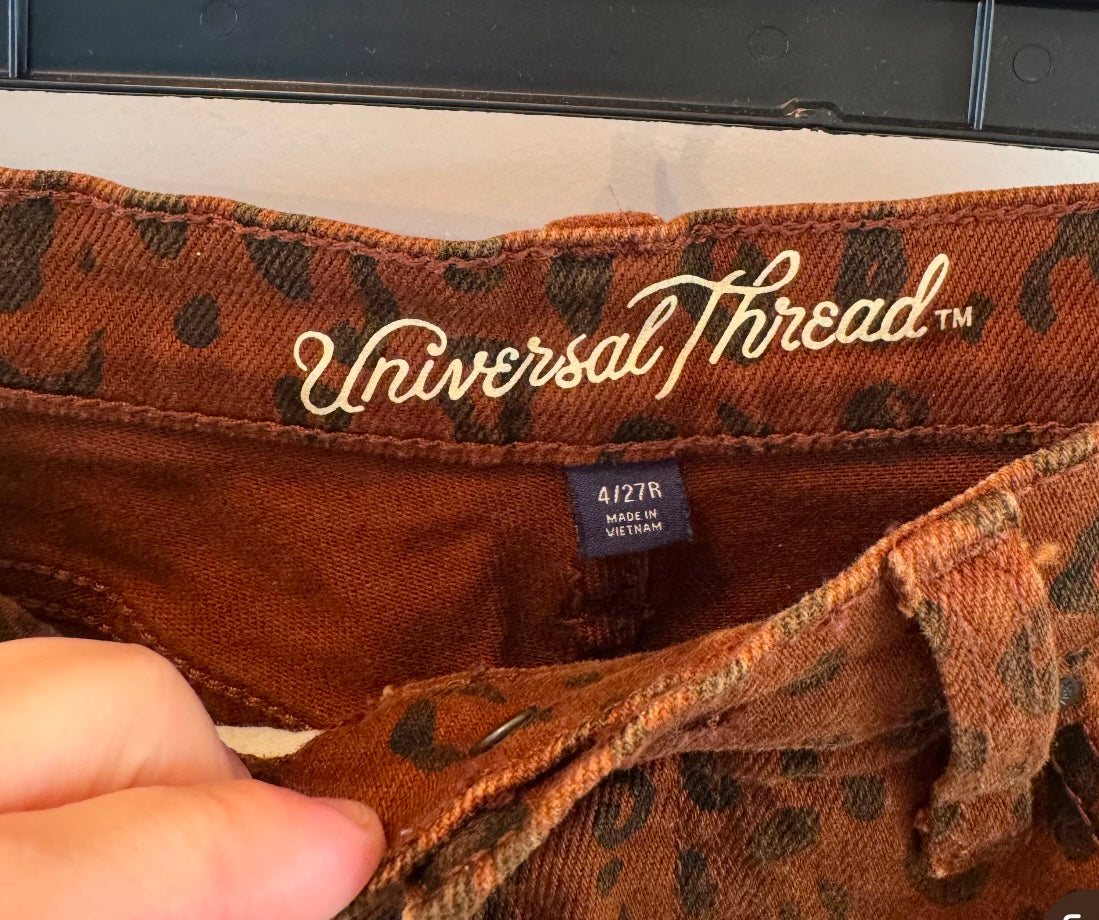 Universal Thread™
4/27R
MADE IN
VIETNAM